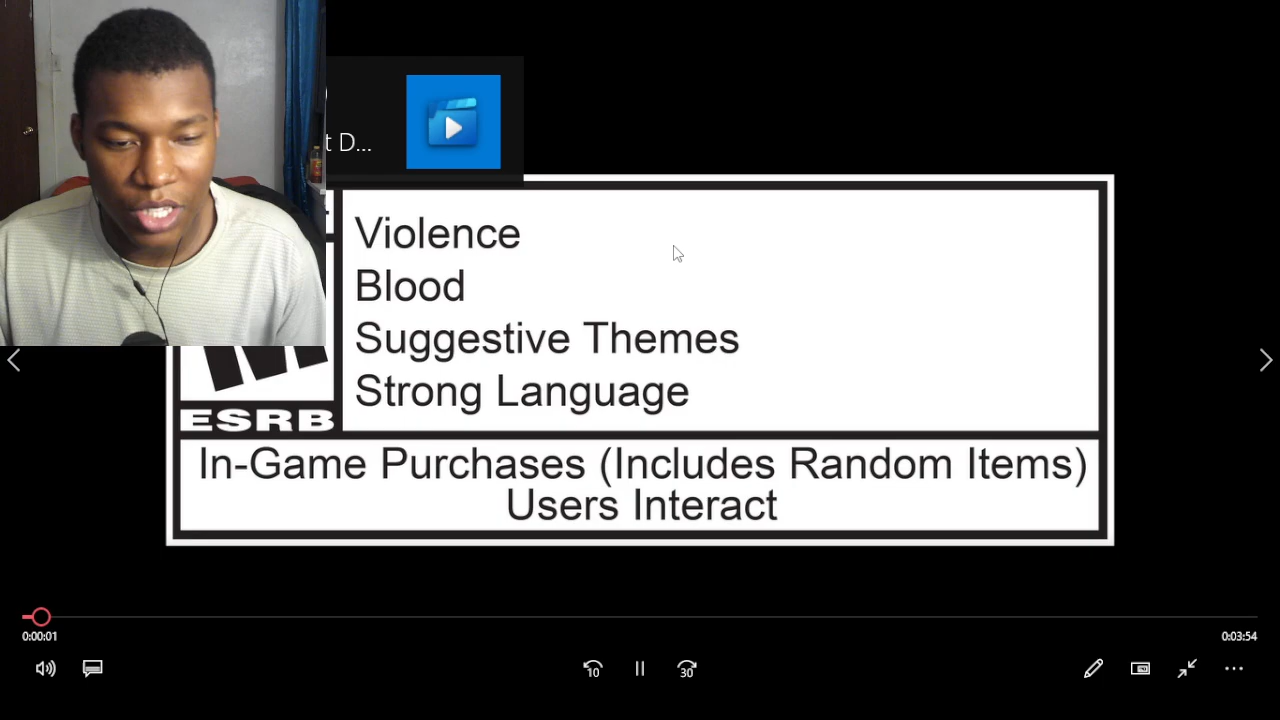 t D...
Violence
Blood
Suggestive Themes
Strong Language
M
ESRB
In-Game Purchases (Includes Random Items)
Users Interact
0:00:01
0:03:54
10
30